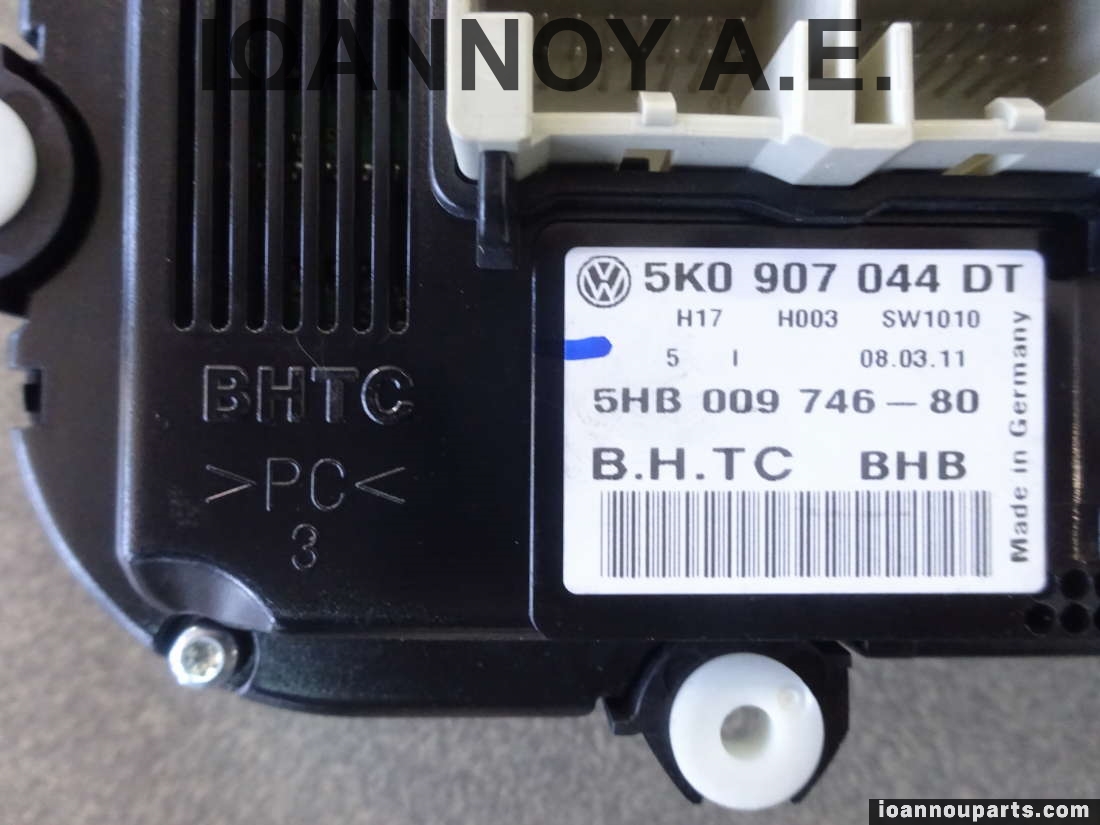 ΙΩΑΝΝΟΥ Α.Ε.
5K0 907 044 DT
H17 H003 SW1010
5 I 08.03.11
5HB 009 746-80
B.H.TC BHB
Made in Germany
BHTC
>PC<
3
ioannouparts.com